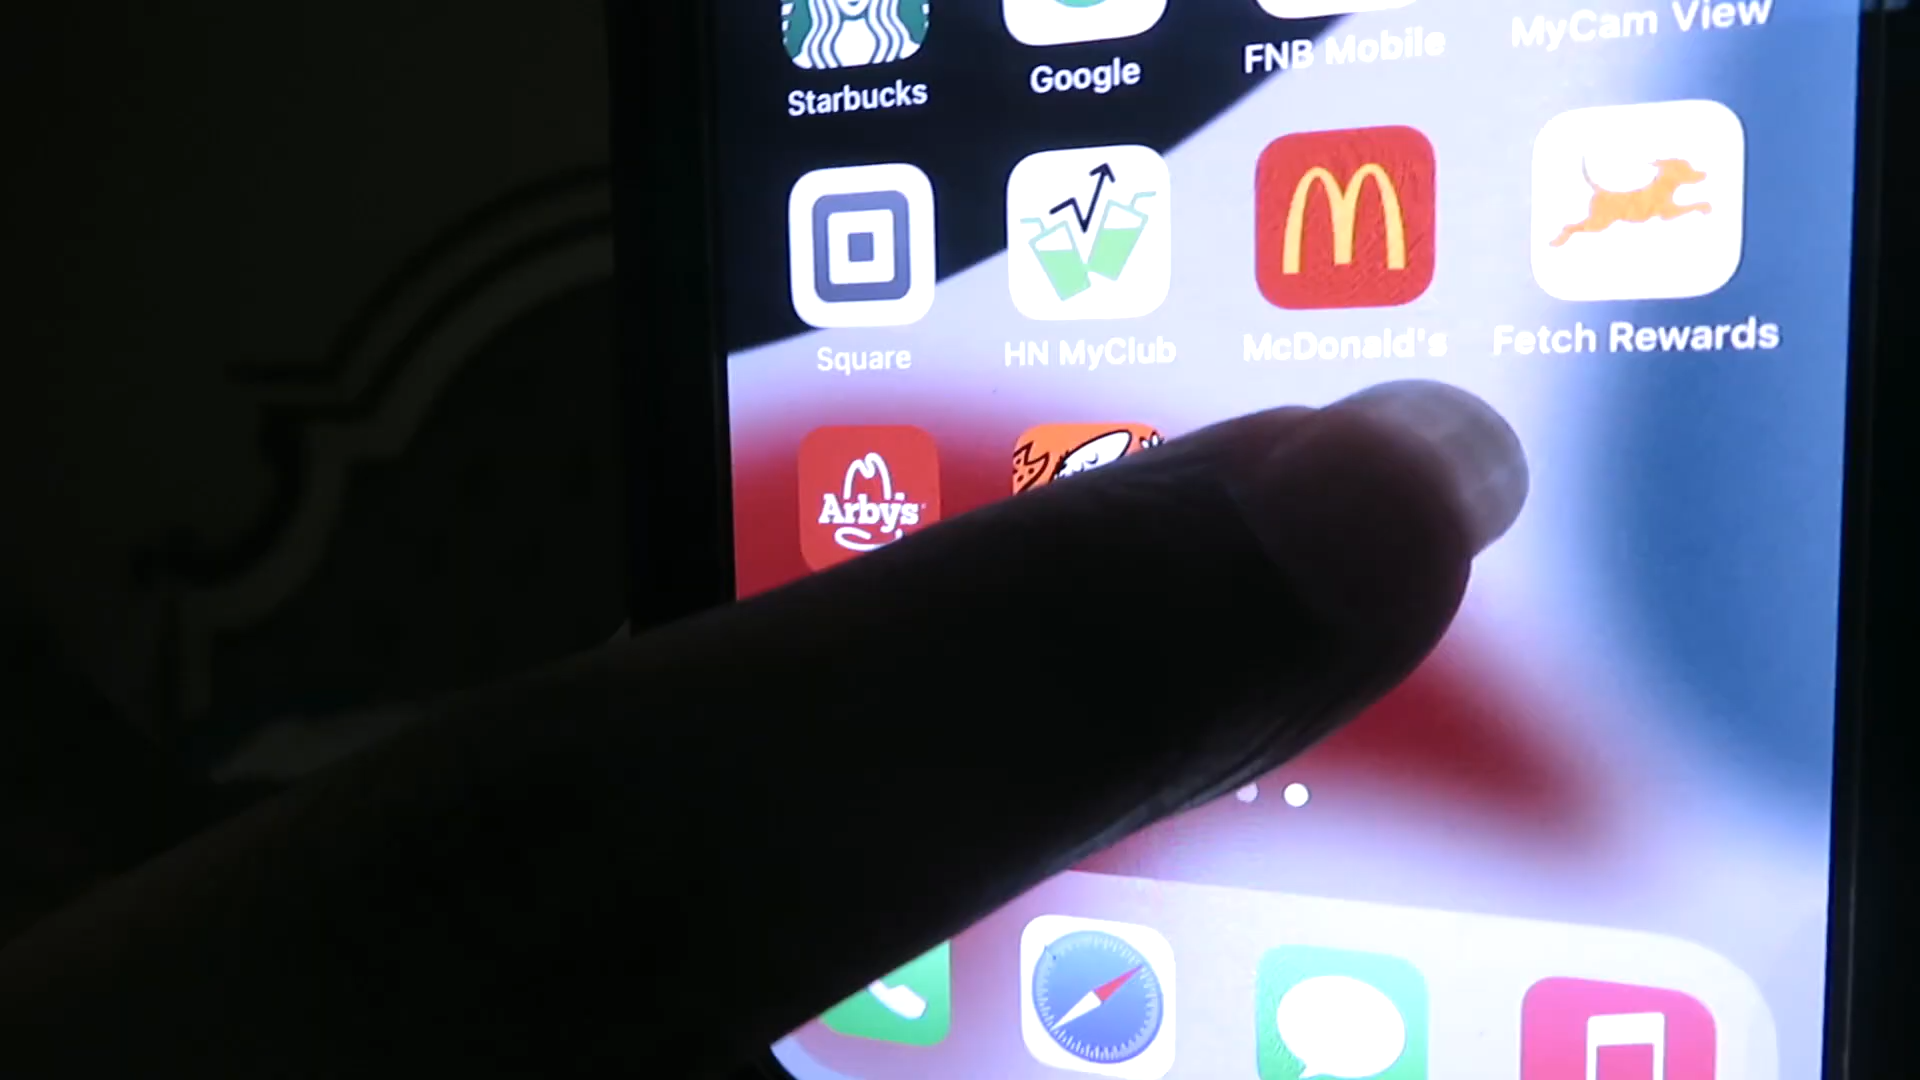 Starbucks
Google
FNB Mobile
MyCam View
Square
HN MyClub
McDonald's
Fetch Rewards
Arby's